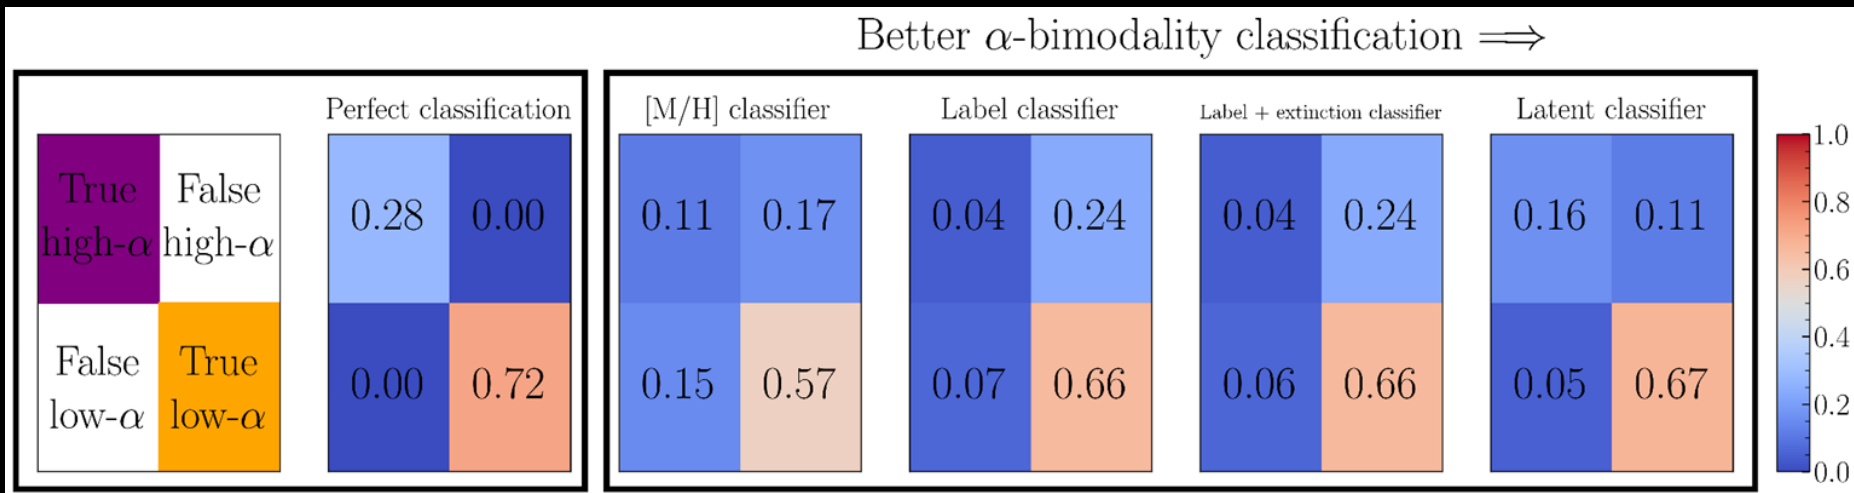 Better α-bimodality classification ⟹
Perfect classification
[M/H] classifier
Label classifier
Label + extinction classifier
Latent classifier
True high-α
False high-α
False low-α
True low-α
0.28 0.00
0.00 0.72
0.11 0.17
0.15 0.57
0.04 0.24
0.07 0.66
0.04 0.24
0.06 0.66
0.16 0.11
0.05 0.67
1.0
0.8
0.6
0.4
0.2
0.0